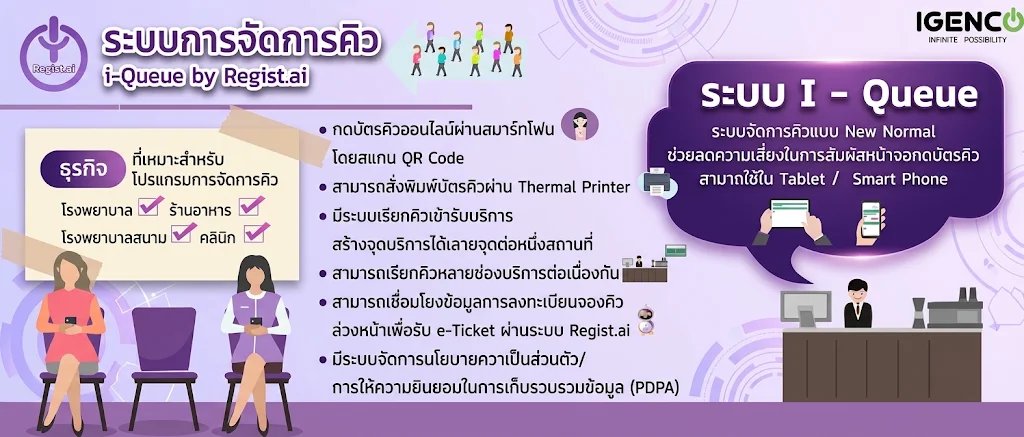 Regist.ai
ระบบการจัดการคิว
i-Queue by Regist.ai
IGENCO
INFINITE POSSIBILITY
ธุรกิจ
ที่เหมาะสำหรับ
โปรแกรมการจัดการคิว
โรงพยาบาล ร้านอาหาร
โรงพยาบาลสนาม คลินิก
• กดบัตรคิวออนไลน์ผ่านสมาร์ทโฟน
โดยสแกน QR Code
• สามารถสั่งพิมพ์บัตรคิวผ่าน Thermal Printer
• มีระบบเรียกคิวเข้ารับบริการ
สร้างจุดบริการได้เลายจุดต่อหนึ่งสถานที่
• สามารถเรียกคิวหลายช่องบริการต่อเนื่องกัน
• สามารถเชื่อมโยงข้อมูลการลงทะเบียนจองคิว
ล่วงหน้าเพื่อรับ e-Ticket ผ่านระบบ Regist.ai
• มีระบบจัดการนโยบายควาเป็นส่วนตัว/
การให้ความยินยอมในการเก็บรวบรวมข้อมูล (PDPA)
ระบบ I - Queue
ระบบจัดการคิวแบบ New Normal
ช่วยลดความเสี่ยงในการสัมผัสหน้าจอกดบัตรคิว
สามาถใช้ใน Tablet / Smart Phone